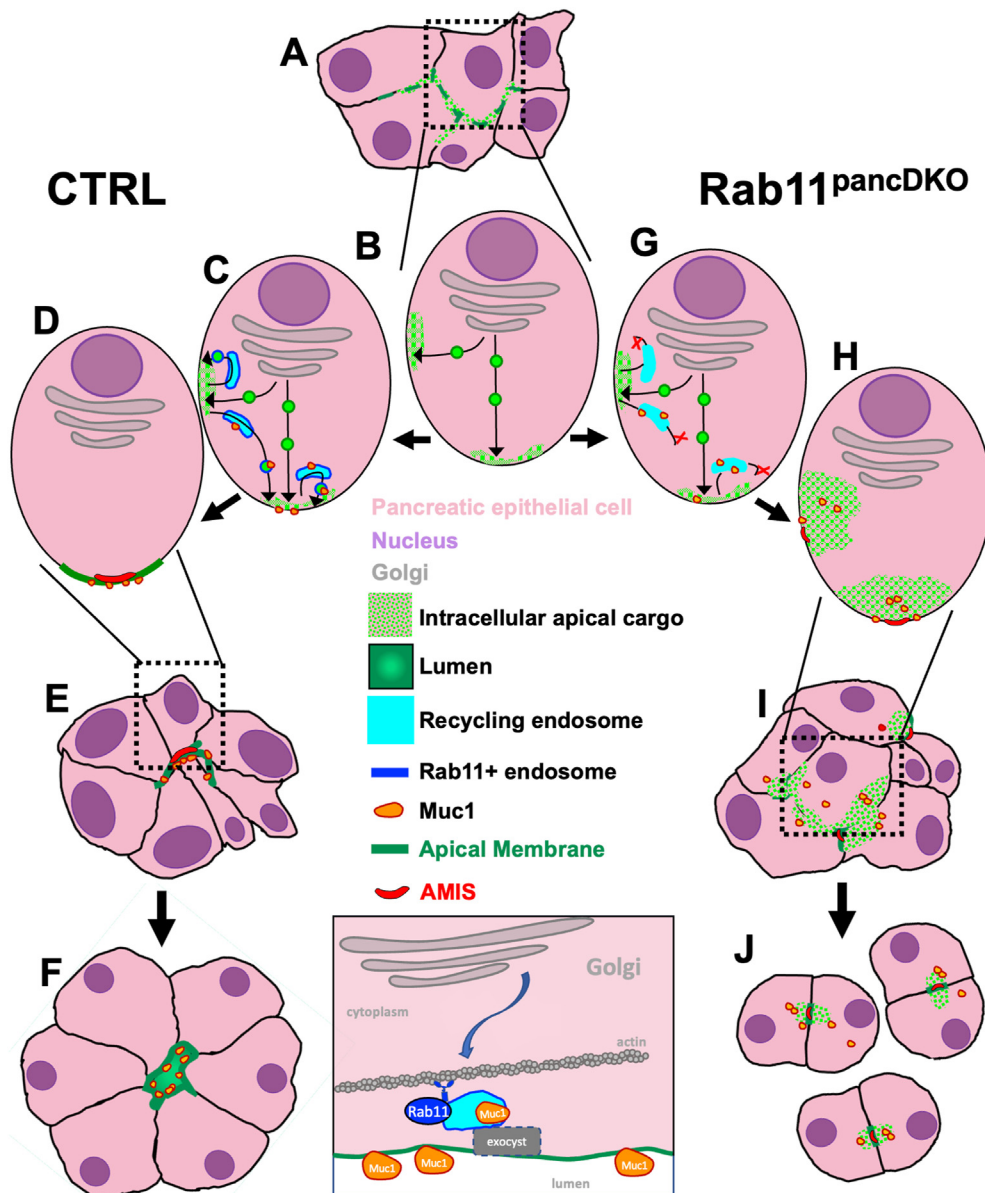 A
CTRL
Rab11pancDKO
B
C
G
D
H
Pancreatic epithelial cell
Nucleus
Golgi
Intracellular apical cargo
Lumen
E
I
Recycling endosome
Rab11+ endosome
Muc1
Apical Membrane
AMIS
F
J
Golgi
cytoplasm
actin
Rab11
Muc1
exocyst
Muc1
Muc1
Muc1
lumen